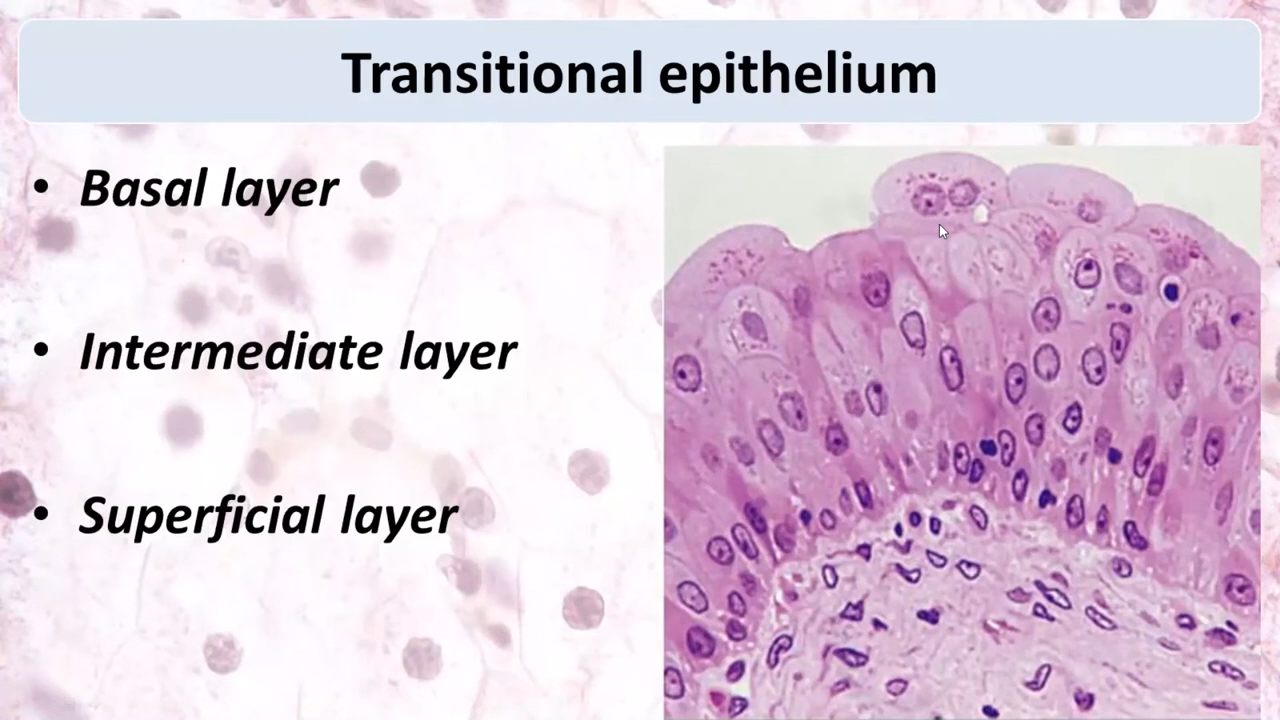 Transitional epithelium
• Basal layer
• Intermediate layer
• Superficial layer